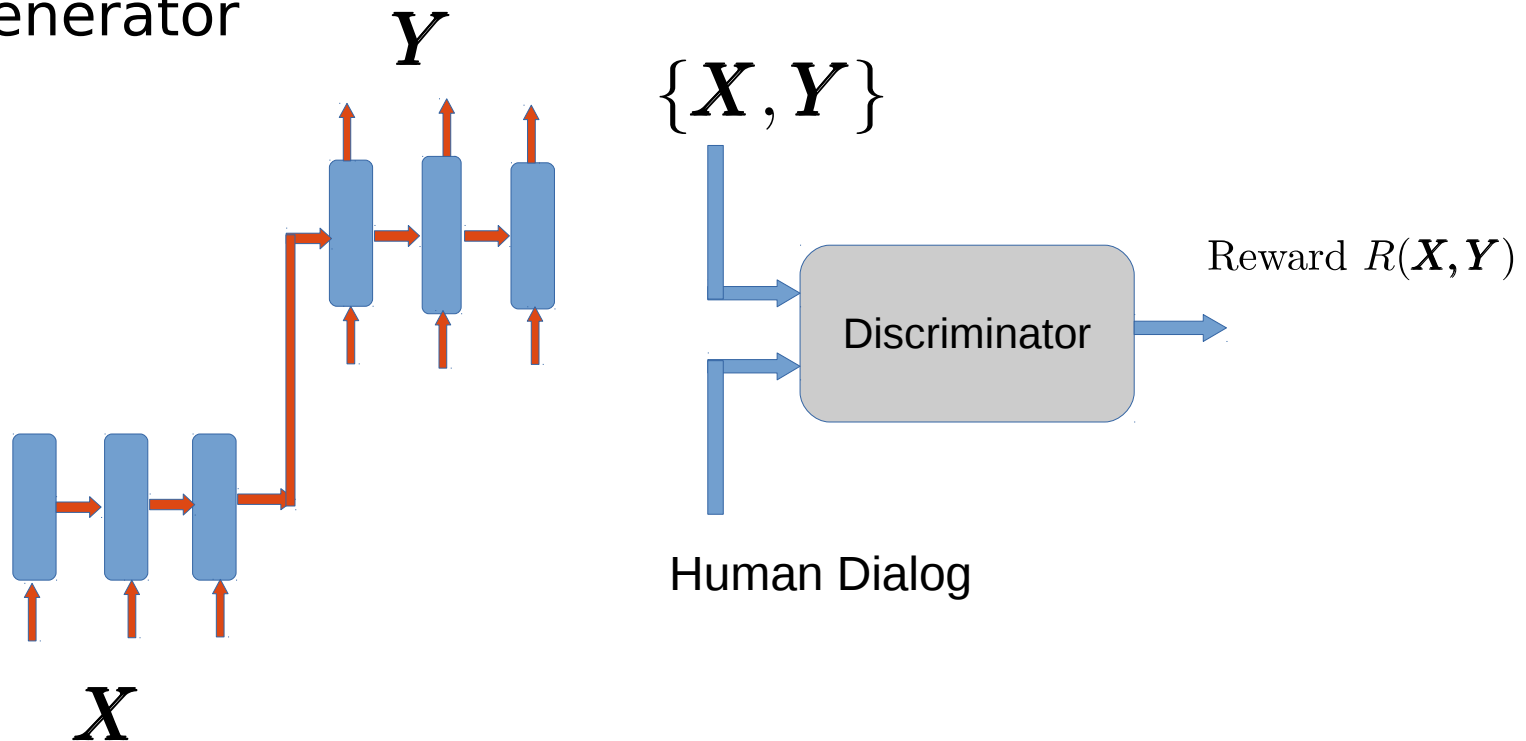 enerator
Y
{X, Y}
Reward R(X, Y)
Discriminator
Human Dialog
X